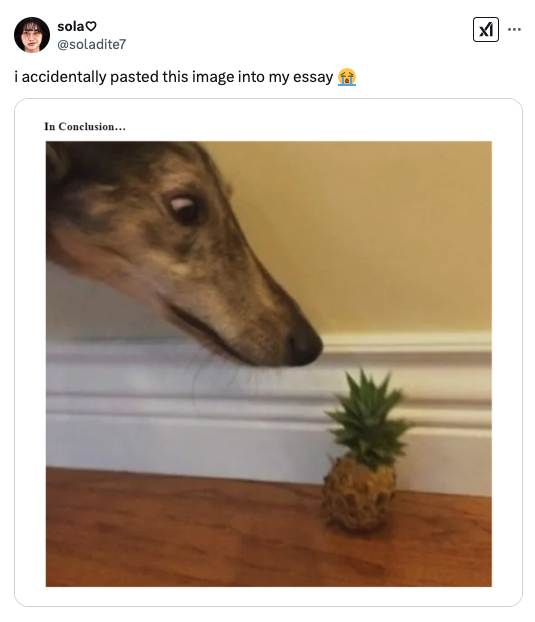 sola♡
@soladite7
i accidentally pasted this image into my essay 😭
In Conclusion...